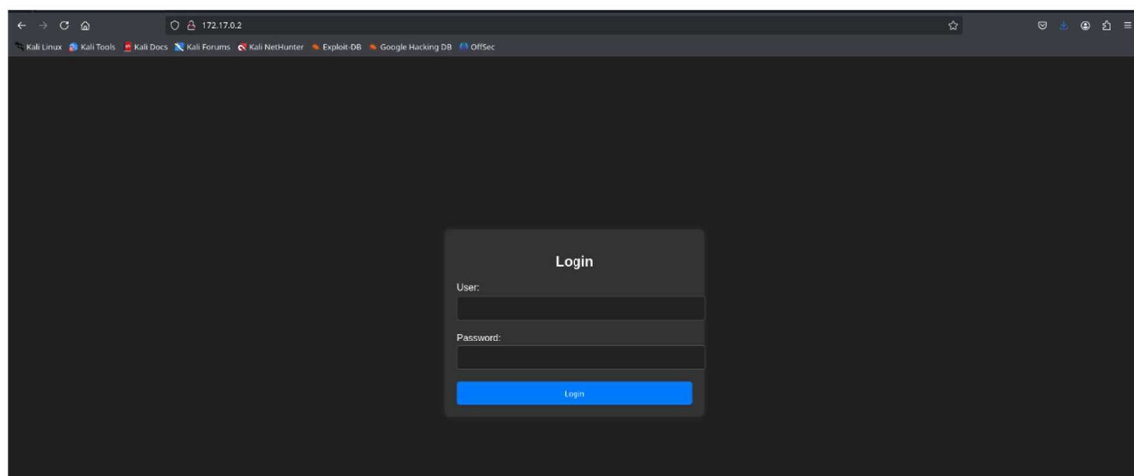 172.17.0.2
Kali Linux Kali Tools Kali Docs Kali Forums Kali NetHunter Exploit-DB Google Hacking DB OffSec
Login
User:
Password:
Login